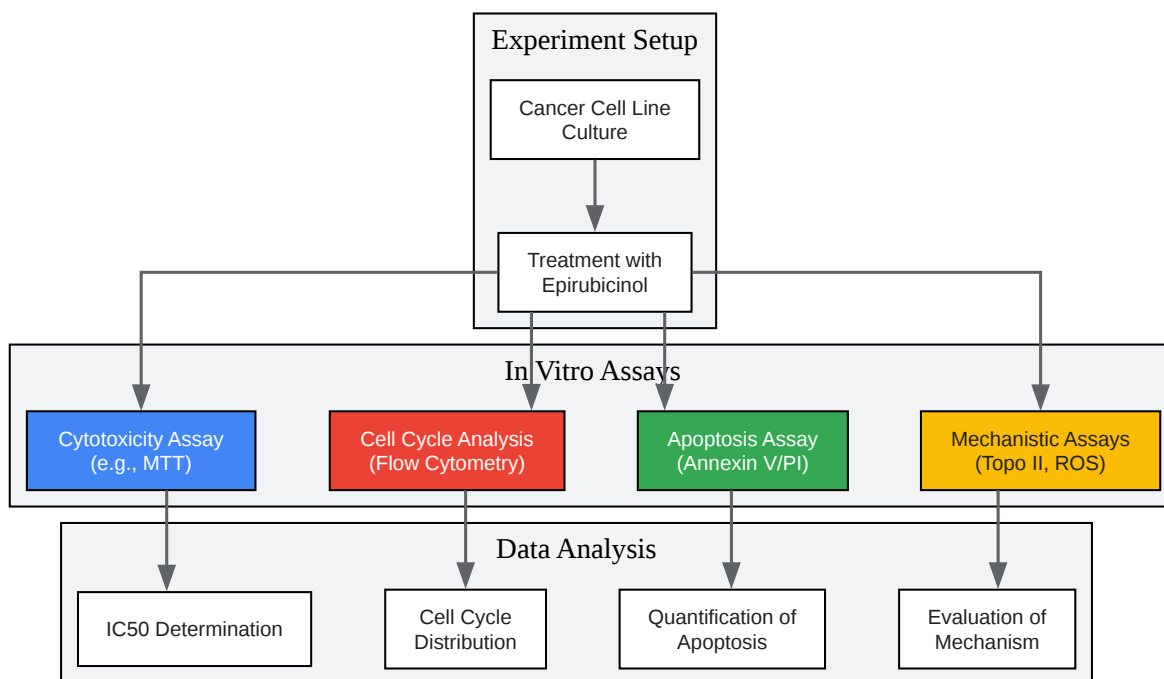 Experiment Setup
Cancer Cell Line
Culture
Treatment with
Epirubicinol
In Vitro Assays
Cytotoxicity Assay
(e.g., MTT)
Cell Cycle Analysis
(Flow Cytometry)
Apoptosis Assay
(Annexin V/PI)
Mechanistic Assays
(Topo II, ROS)
Data Analysis
IC50 Determination
Cell Cycle
Distribution
Quantification of
Apoptosis
Evaluation of
Mechanism